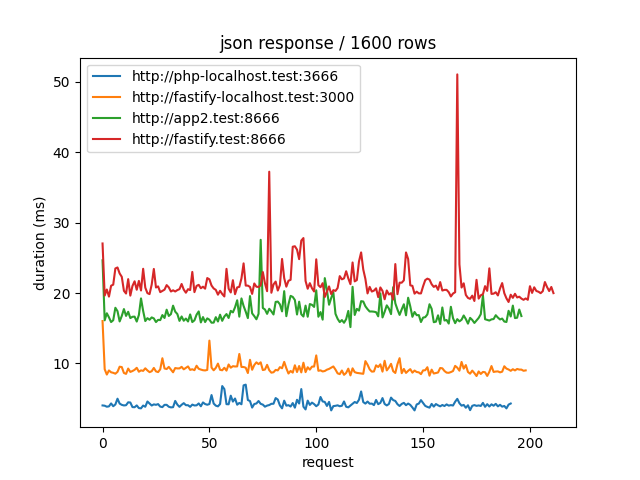 json response / 1600 rows
http://php-localhost.test:3666
http://fastify-localhost.test:3000
http://app2.test:8666
http://fastify.test:8666
duration (ms)
50
40
30
20
10
0
50
100
150
200
request